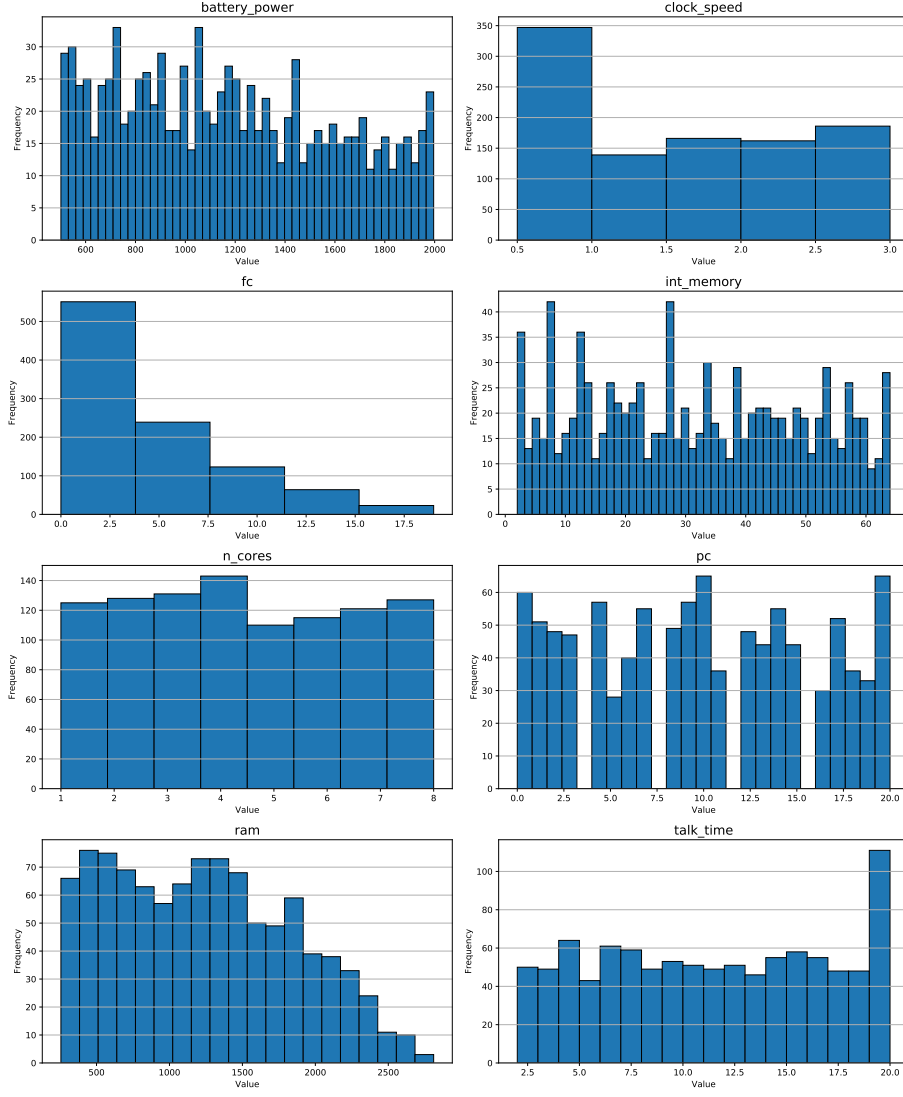 battery_power
30
25
20
15
10
5
0
Frequency
600 800 1000 1200 1400 1600 1800 2000
Value
clock_speed
350
300
250
200
150
100
50
0
Frequency
0.5 1.0 1.5 2.0 2.5 3.0
Value
fc
500
400
300
200
100
0
Frequency
0.0 2.5 5.0 7.5 10.0 12.5 15.0 17.5
Value
int_memory
40
35
30
25
20
15
10
5
0
Frequency
0 10 20 30 40 50 60
Value
n_cores
140
120
100
80
60
40
20
0
Frequency
1 2 3 4 5 6 7 8
Value
pc
60
50
40
30
20
10
0
Frequency
0.0 2.5 5.0 7.5 10.0 12.5 15.0 17.5 20.0
Value
ram
70
60
50
40
30
20
10
0
Frequency
500 1000 1500 2000 2500
Value
talk_time
100
80
60
40
20
0
Frequency
2.5 5.0 7.5 10.0 12.5 15.0 17.5 20.0
Value